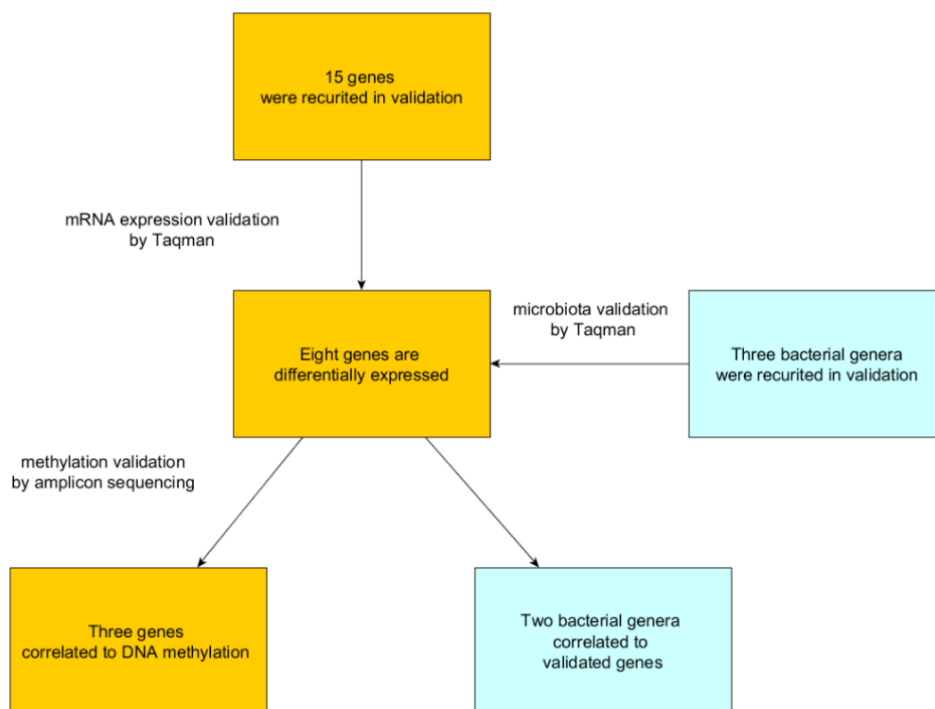 15 genes
were recurited in validation
mRNA expression validation
by Taqman
microbiota validation
by Taqman
Eight genes are
differentially expressed
Three bacterial genera
were recurited in validation
methylation validation
by amplicon sequencing
Three genes
correlated to DNA methylation
Two bacterial genera
correlated to
validated genes